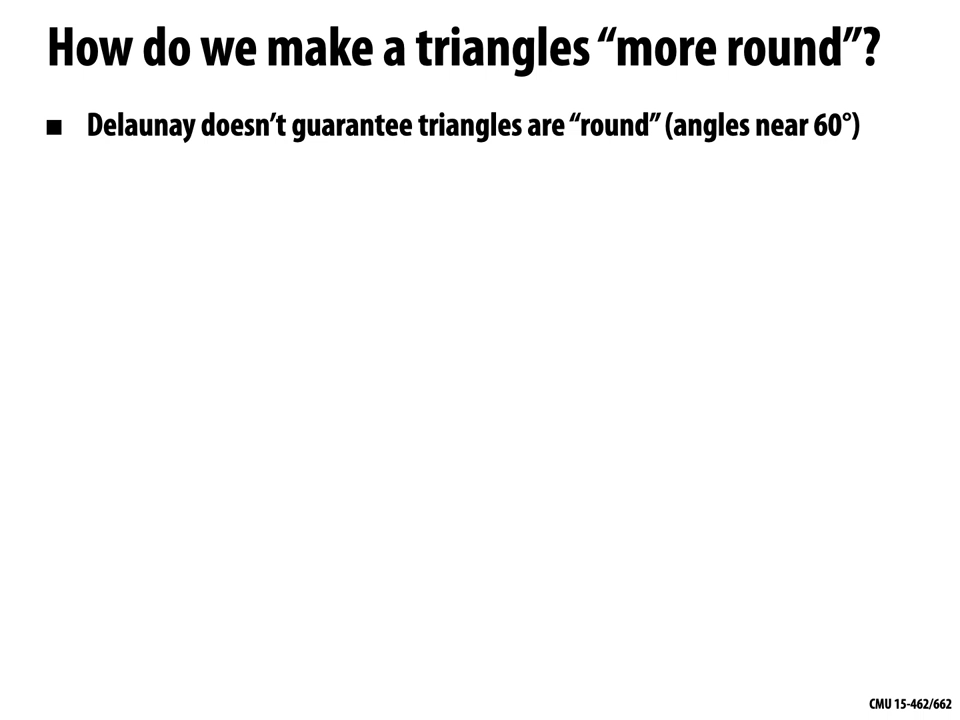 How do we make a triangles “more round”?
■ Delaunay doesn’t guarantee triangles are “round” (angles near 60°)
CMU 15-462/662